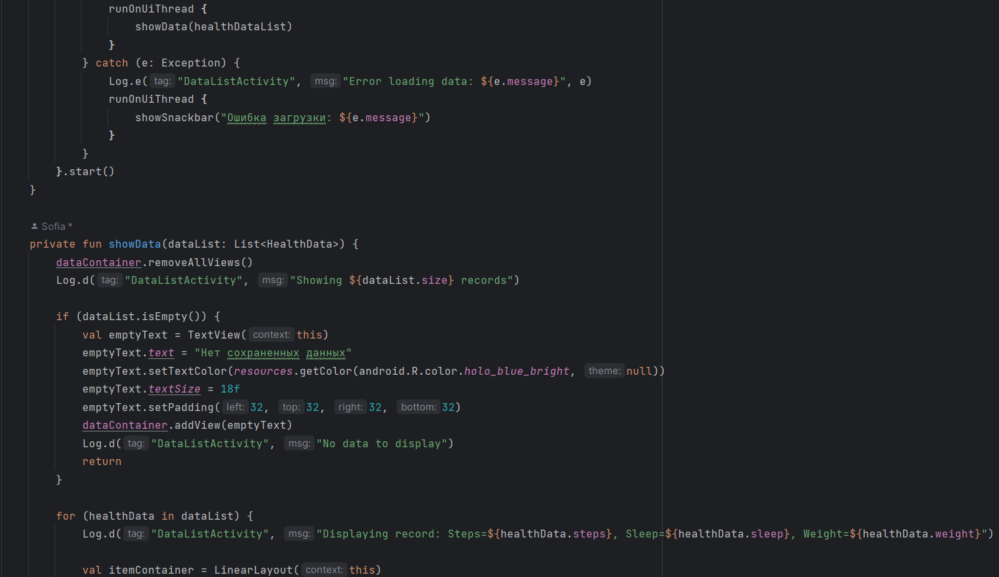 runOnUiThread {
showData(healthDataList)
}
} catch (e: Exception) {
Log.e( tag: "DataListActivity", msg: "Error loading data: ${e.message}", e)
runOnUiThread {
showSnackbar("Ошибка загрузки: ${e.message}")
}
}
}.start()
}
Sofia *
private fun showData(dataList: List<HealthData>) {
dataContainer.removeAllViews()
Log.d( tag: "DataListActivity", msg: "Showing ${dataList.size} records")
if (dataList.isEmpty()) {
val emptyText = TextView( context: this)
emptyText.text = "Нет сохраненных данных"
emptyText.setTextColor(resources.getColor(android.R.color.holo_blue_bright, theme: null))
emptyText.textSize = 18f
emptyText.setPadding( left: 32, top: 32, right: 32, bottom: 32)
dataContainer.addView(emptyText)
Log.d( tag: "DataListActivity", msg: "No data to display")
return
}
for (healthData in dataList) {
Log.d( tag: "DataListActivity", msg: "Displaying record: Steps=${healthData.steps}, Sleep=${healthData.sleep}, Weight=${healthData.weight}")
val itemContainer = LinearLayout( context: this)